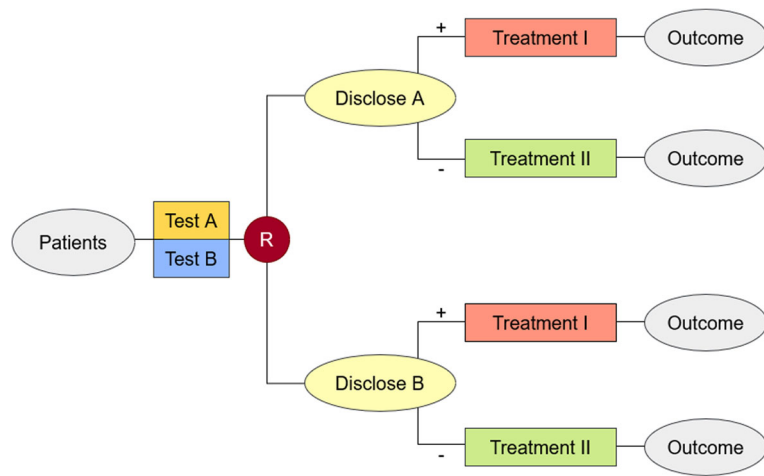 +
Treatment I
Outcome
Disclose A
-
Treatment II
Outcome
Patients
Test A
Test B
R
+
Treatment I
Outcome
Disclose B
-
Treatment II
Outcome